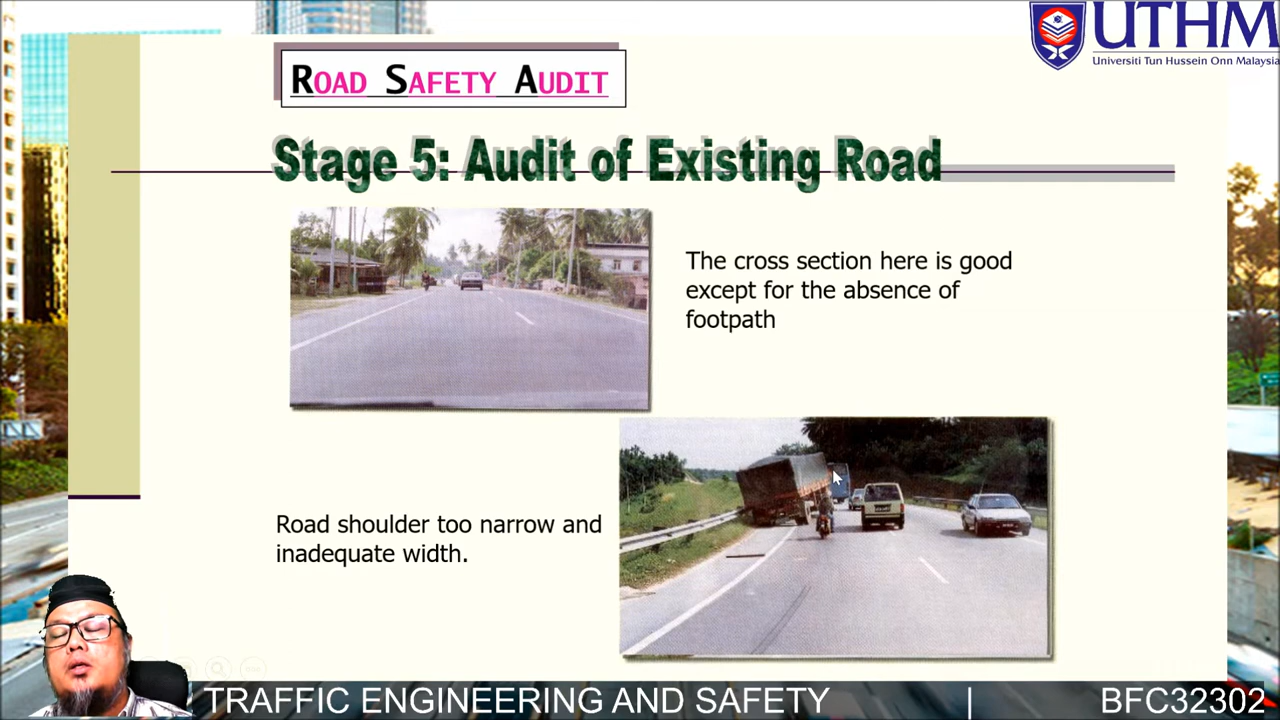 UTHM
Universiti Tun Hussein Onn Malaysia
ROAD SAFETY AUDIT
Stage 5: Audit of Existing Road
The cross section here is good
except for the absence of
footpath
Road shoulder too narrow and
inadequate width.
TRAFFIC ENGINEERING AND SAFETY | BFC32302